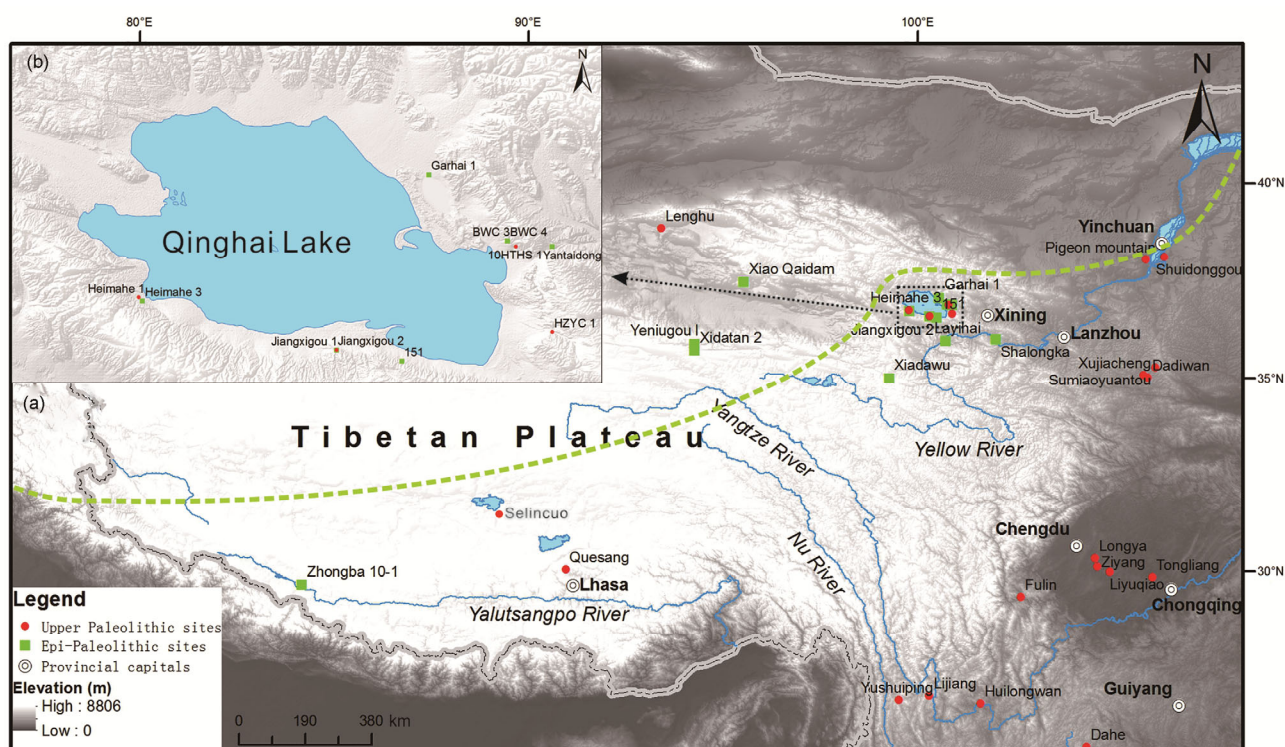 80°E
90°E
100°E
(b)
N
Garhai 1
Qinghai Lake
BWC 3BWC 4
10HTHS 1Yantaidong
Heimahe 1
Heimahe 3
HZYC 1
Jiangxigou 1
Jiangxigou 2
151
N
40°N
Lenghu
Yinchuan
Pigeon mountain
Shuidonggou
Xiao Qaidam
Garhai 1
Heimahe 3
151
Xining
Jiangxigou 2
Layihai
Lanzhou
Yeniugou I
Xidatan 2
Shalongka
Xiadawu
Xujiacheng
Dadiwan
Sumiaoyuantou
35°N
(a)
Tibetan Plateau
Yangtze River
Yellow River
Selincuo
Nu River
Chengdu
Longya
Ziyang
Quesang
Zhongba 10-1
Lhasa
Liyuqiao
Tongliang
30°N
Fulin
Chongqing
Yalutsangpo River
Legend
Upper Paleolithic sites
Epi-Paleolithic sites
Provincial capitals
Elevation (m)
High : 8806
Low : 0
0 190 380 km
Yushuiping
Lijiang
Huilongwan
Guiyang
Dahe